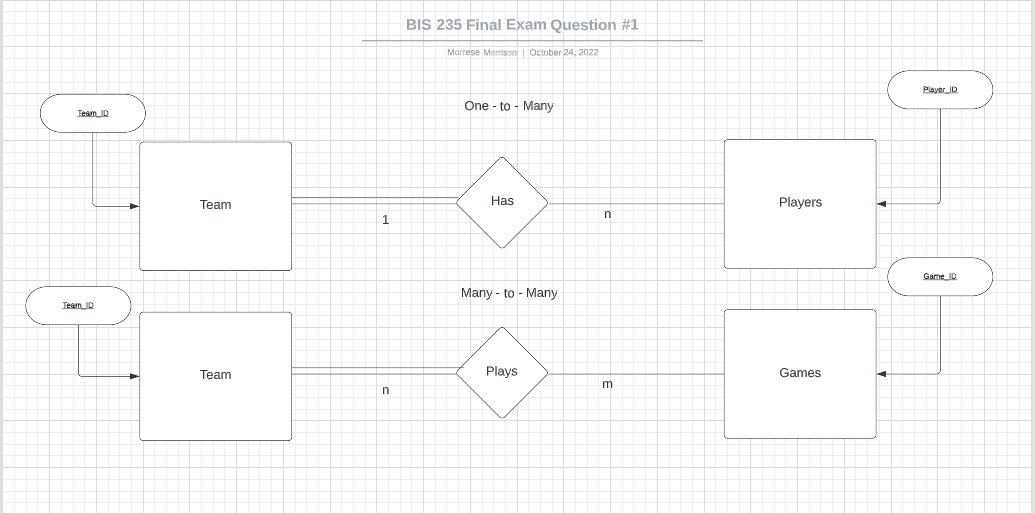 BIS 235 Final Exam Question #1
Morrese Morrison | October 24, 2022
Player_ID
Team_ID
One - to - Many
Team
Has
Players
1
n
Game_ID
Team_ID
Many - to - Many
Team
Plays
Games
n
m